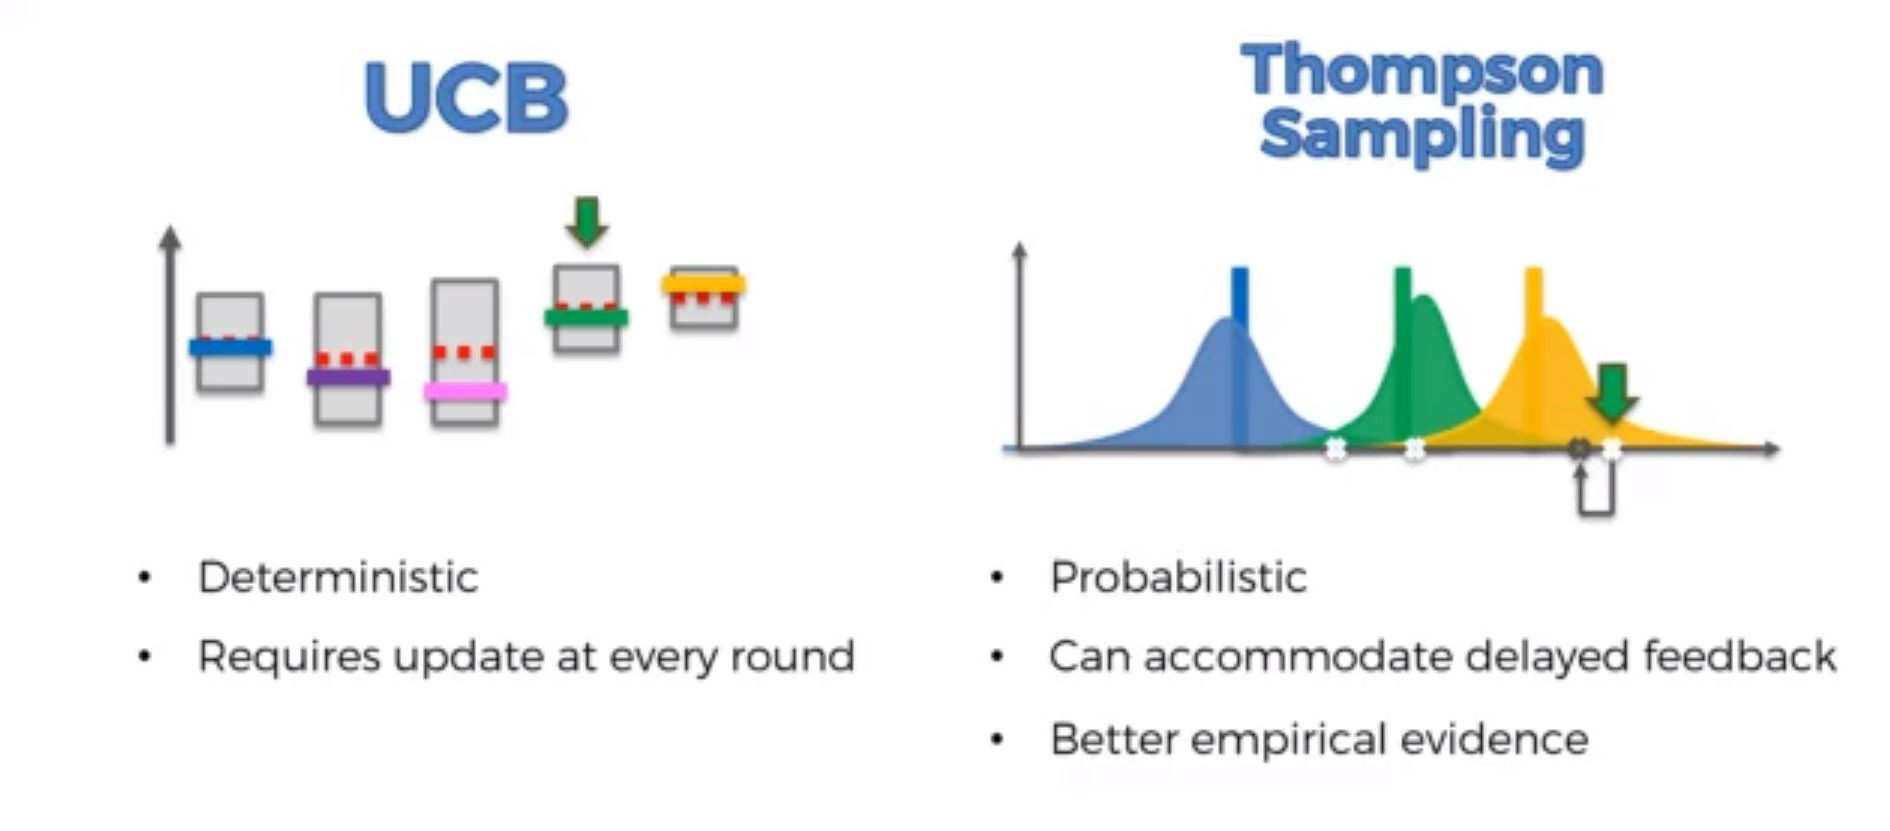 UCB
• Deterministic
• Requires update at every round
Thompson
Sampling
• Probabilistic
• Can accommodate delayed feedback
• Better empirical evidence